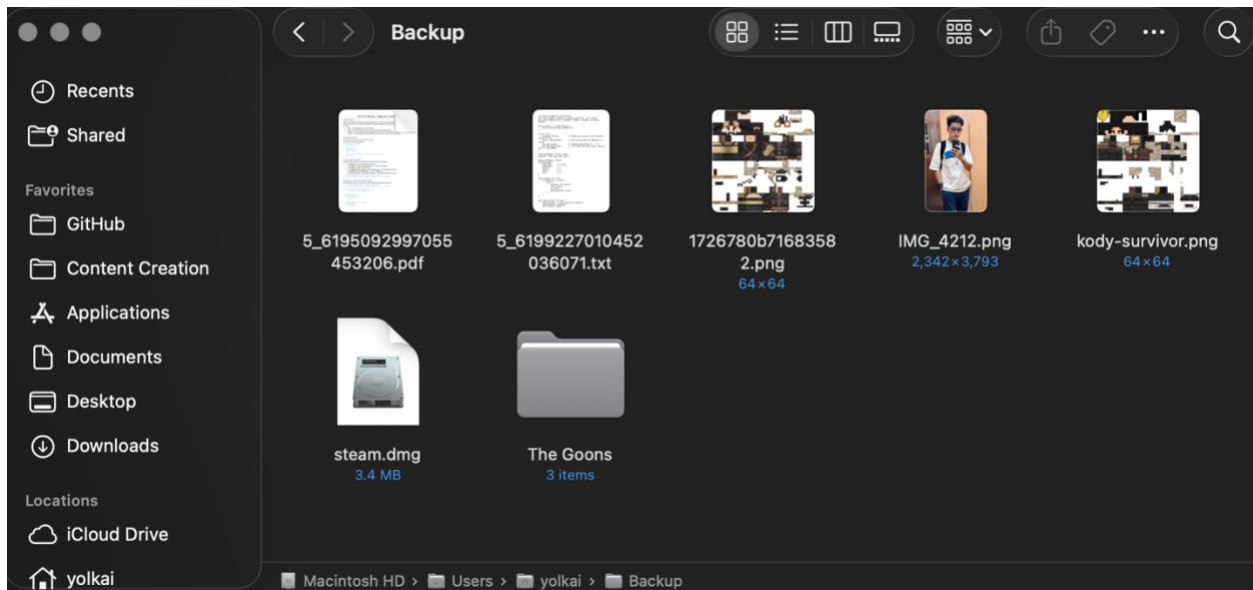 Backup
Recents
Shared
Favorites
GitHub
Content Creation
Applications
Documents
Desktop
Downloads
Locations
iCloud Drive
yolkai
5_6195092997055
453206.pdf
5_6199227010452
036071.txt
1726780b7168358
2.png
64×64
IMG_4212.png
2,342×3,793
kody-survivor.png
64×64
steam.dmg
3.4 MB
The Goons
3 items
Macintosh HD › Users › yolkai › Backup